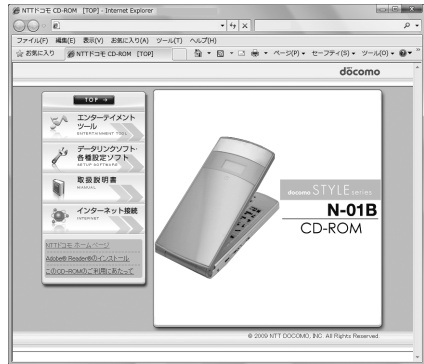 NTTドコモ CD-ROM [TOP] - Internet Explorer
ファイル(F) 編集(E) 表示(V) お気に入り(A) ツール(T) ヘルプ(H)
お気に入り NTTドコモ CD-ROM [TOP]
ページ(P) セーフティ(S) ツール(O)
döcomo
TOP
エンターテイメント
ツール
ENTERTAINMENT TOOL
データリンクソフト・
各種設定ソフト
SETUP SOFTWARE
取扱説明書
MANUAL
インターネット接続
INTERNET
NTTドコモ ホームページ
Adobe® Reader®のインストール
このCD-ROMのご利用にあたって
docomo STYLE series
N-01B
CD-ROM
© 2009 NTT DOCOMO, INC. All Rights Reserved.